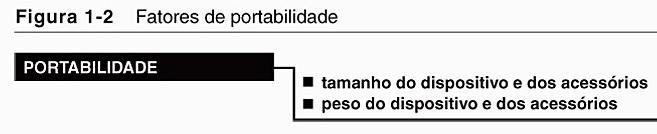 Figura 1-2 Fatores de portabilidade
PORTABILIDADE
■ tamanho do dispositivo e dos acessórios
■ peso do dispositivo e dos acessórios